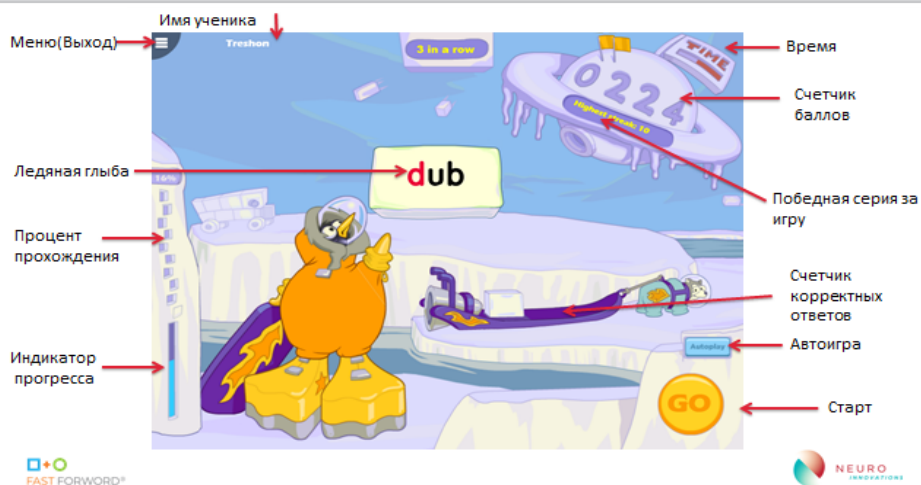 Имя ученика
Меню(Выход)
Treshon
3 in a row
TIME
Время
0224
Счетчик
баллов
Highest streak: 10
Ледяная глыба
dub
16%
Победная серия за
игру
Процент
прохождения
Счетчик
корректных
ответов
Autoplay
Автоигра
Индикатор
прогресса
GO
Старт
FAST FORWORD®
NEURO
INNOVATIONS